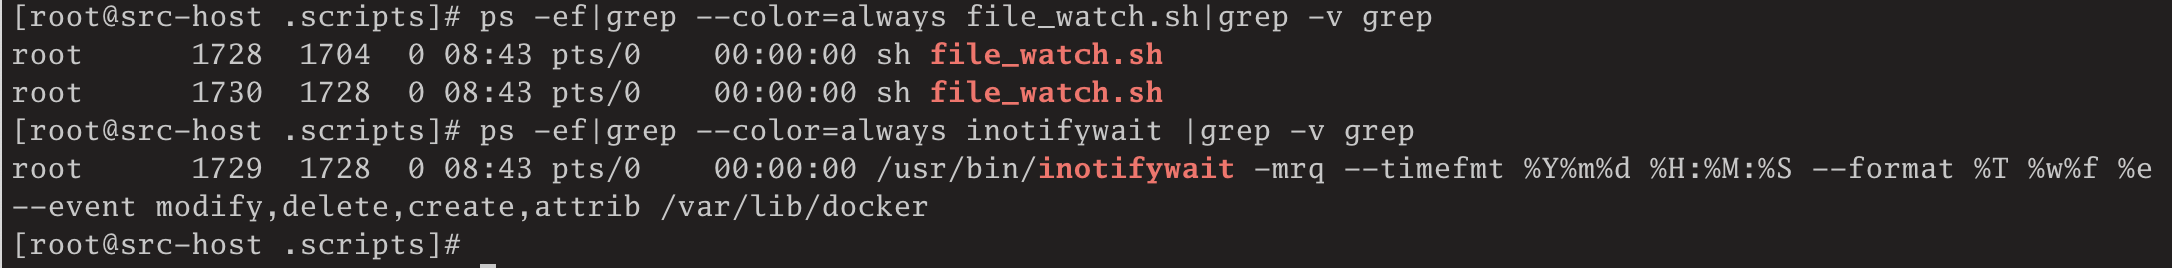 [root@src-host .scripts]# ps -ef|grep --color=always file_watch.sh|grep -v grep
root      1728  1704  0 08:43 pts/0    00:00:00 sh file_watch.sh
root      1730  1728  0 08:43 pts/0    00:00:00 sh file_watch.sh
[root@src-host .scripts]# ps -ef|grep --color=always inotifywait |grep -v grep
root      1729  1728  0 08:43 pts/0    00:00:00 /usr/bin/inotifywait -mrq --timefmt %Y%m%d %H:%M:%S --format %T %w%f %e
--event modify,delete,create,attrib /var/lib/docker
[root@src-host .scripts]#